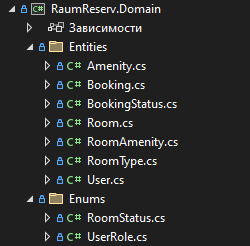 C# RaumReserv.Domain
Зависимости
Entities
C# Amenity.cs
C# Booking.cs
C# BookingStatus.cs
C# Room.cs
C# RoomAmenity.cs
C# RoomType.cs
C# User.cs
Enums
C# RoomStatus.cs
C# UserRole.cs